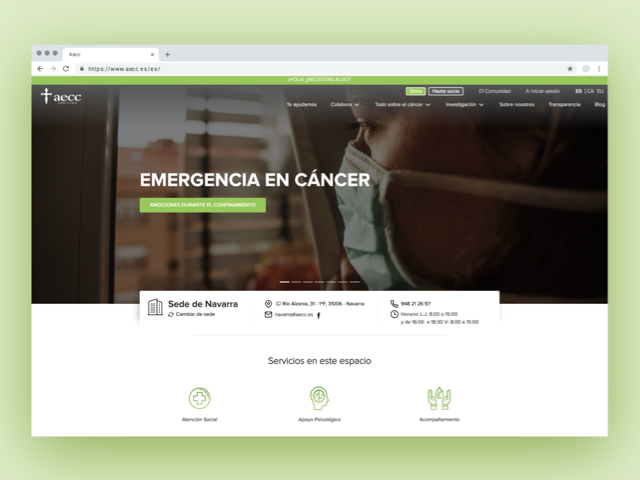 Aecc
https://www.aecc.es/es/
¡HOLA! ¿NECESITAS ALGO?
aecc
Dona
Hazte socio
Comunidad
Iniciar sesión
ES | CA EU
Te ayudamos
Colabora
Todo sobre el cáncer
Investigación
Sobre nosotros
Transparencia
Blog
EMERGENCIA EN CÁNCER
EMOCIONES DURANTE EL CONFINAMIENTO
Sede de Navarra
Cambiar de sede
C/ Río Alzania, 31 - 1ºF, 31006 - Navarra
navarra@aecc.es
948 21 26 97
Horario: L-J: 8:00 a 15:00
y de 16:00 a 18:30 V: 8:00 a 15:00
Servicios en este espacio
Atención Social
Apoyo Psicológico
Acompañamiento